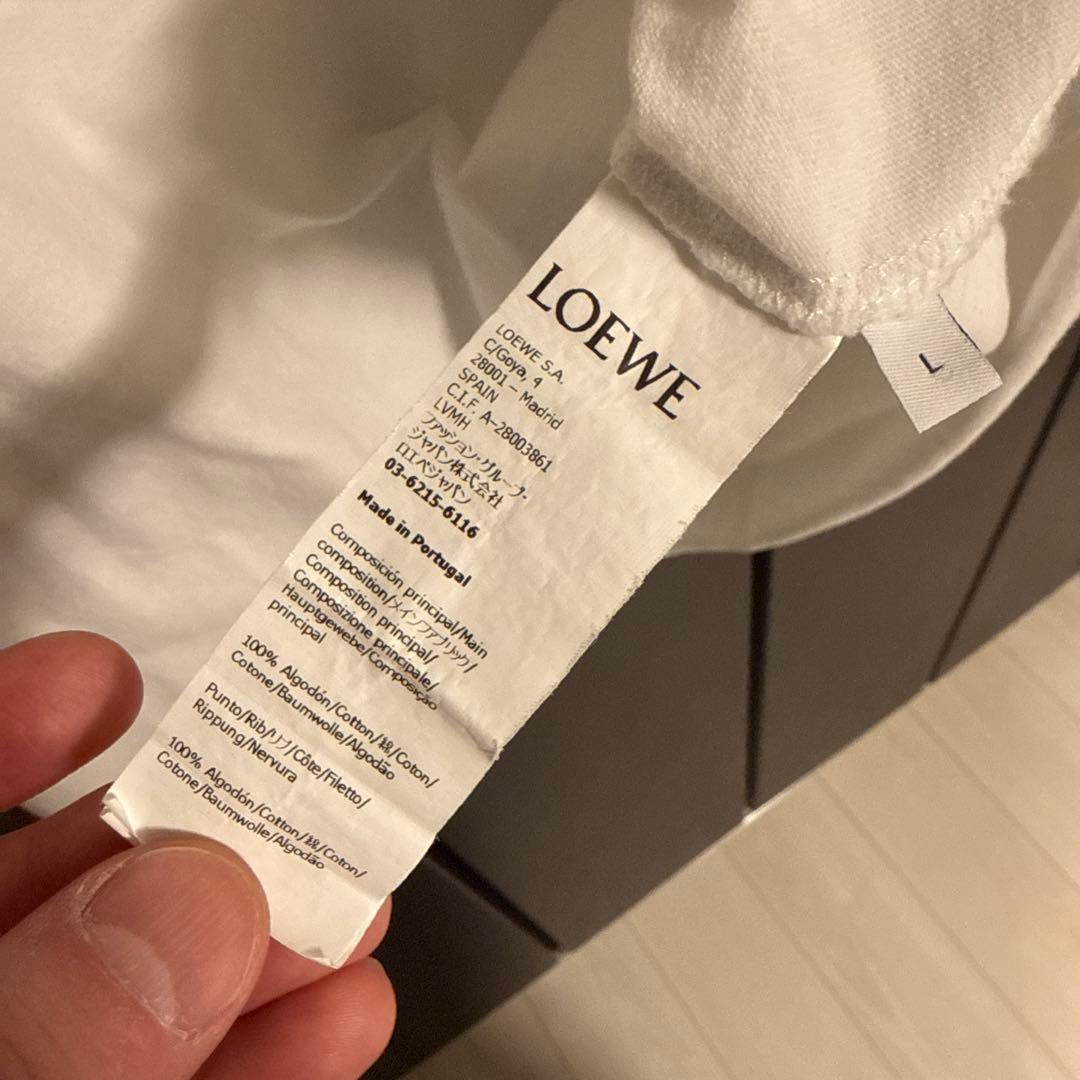 LOEWE
LOEWE S.A.
C/Goya, 4
28001 – Madrid
SPAIN
C.I.F. A-28003861
LVMH
ファッション・グループ・
ジャパン株式会社
ロエベジャパン
03-6215-6116
Made in Portugal
Composición principal/Main
composition/メインファブリック/
Composition principal/
Composizione principale/
Hauptgewebe/Composição
principal
100% Algodón/Cotton/綿/Coton/
Cotone/Baumwolle/Algodão
Punto/Rib/リブ/Côte/Filetto/
Rippung/Nervura
100% Algodón/Cotton/綿/Coton/
Cotone/Baumwolle/Algodão
L